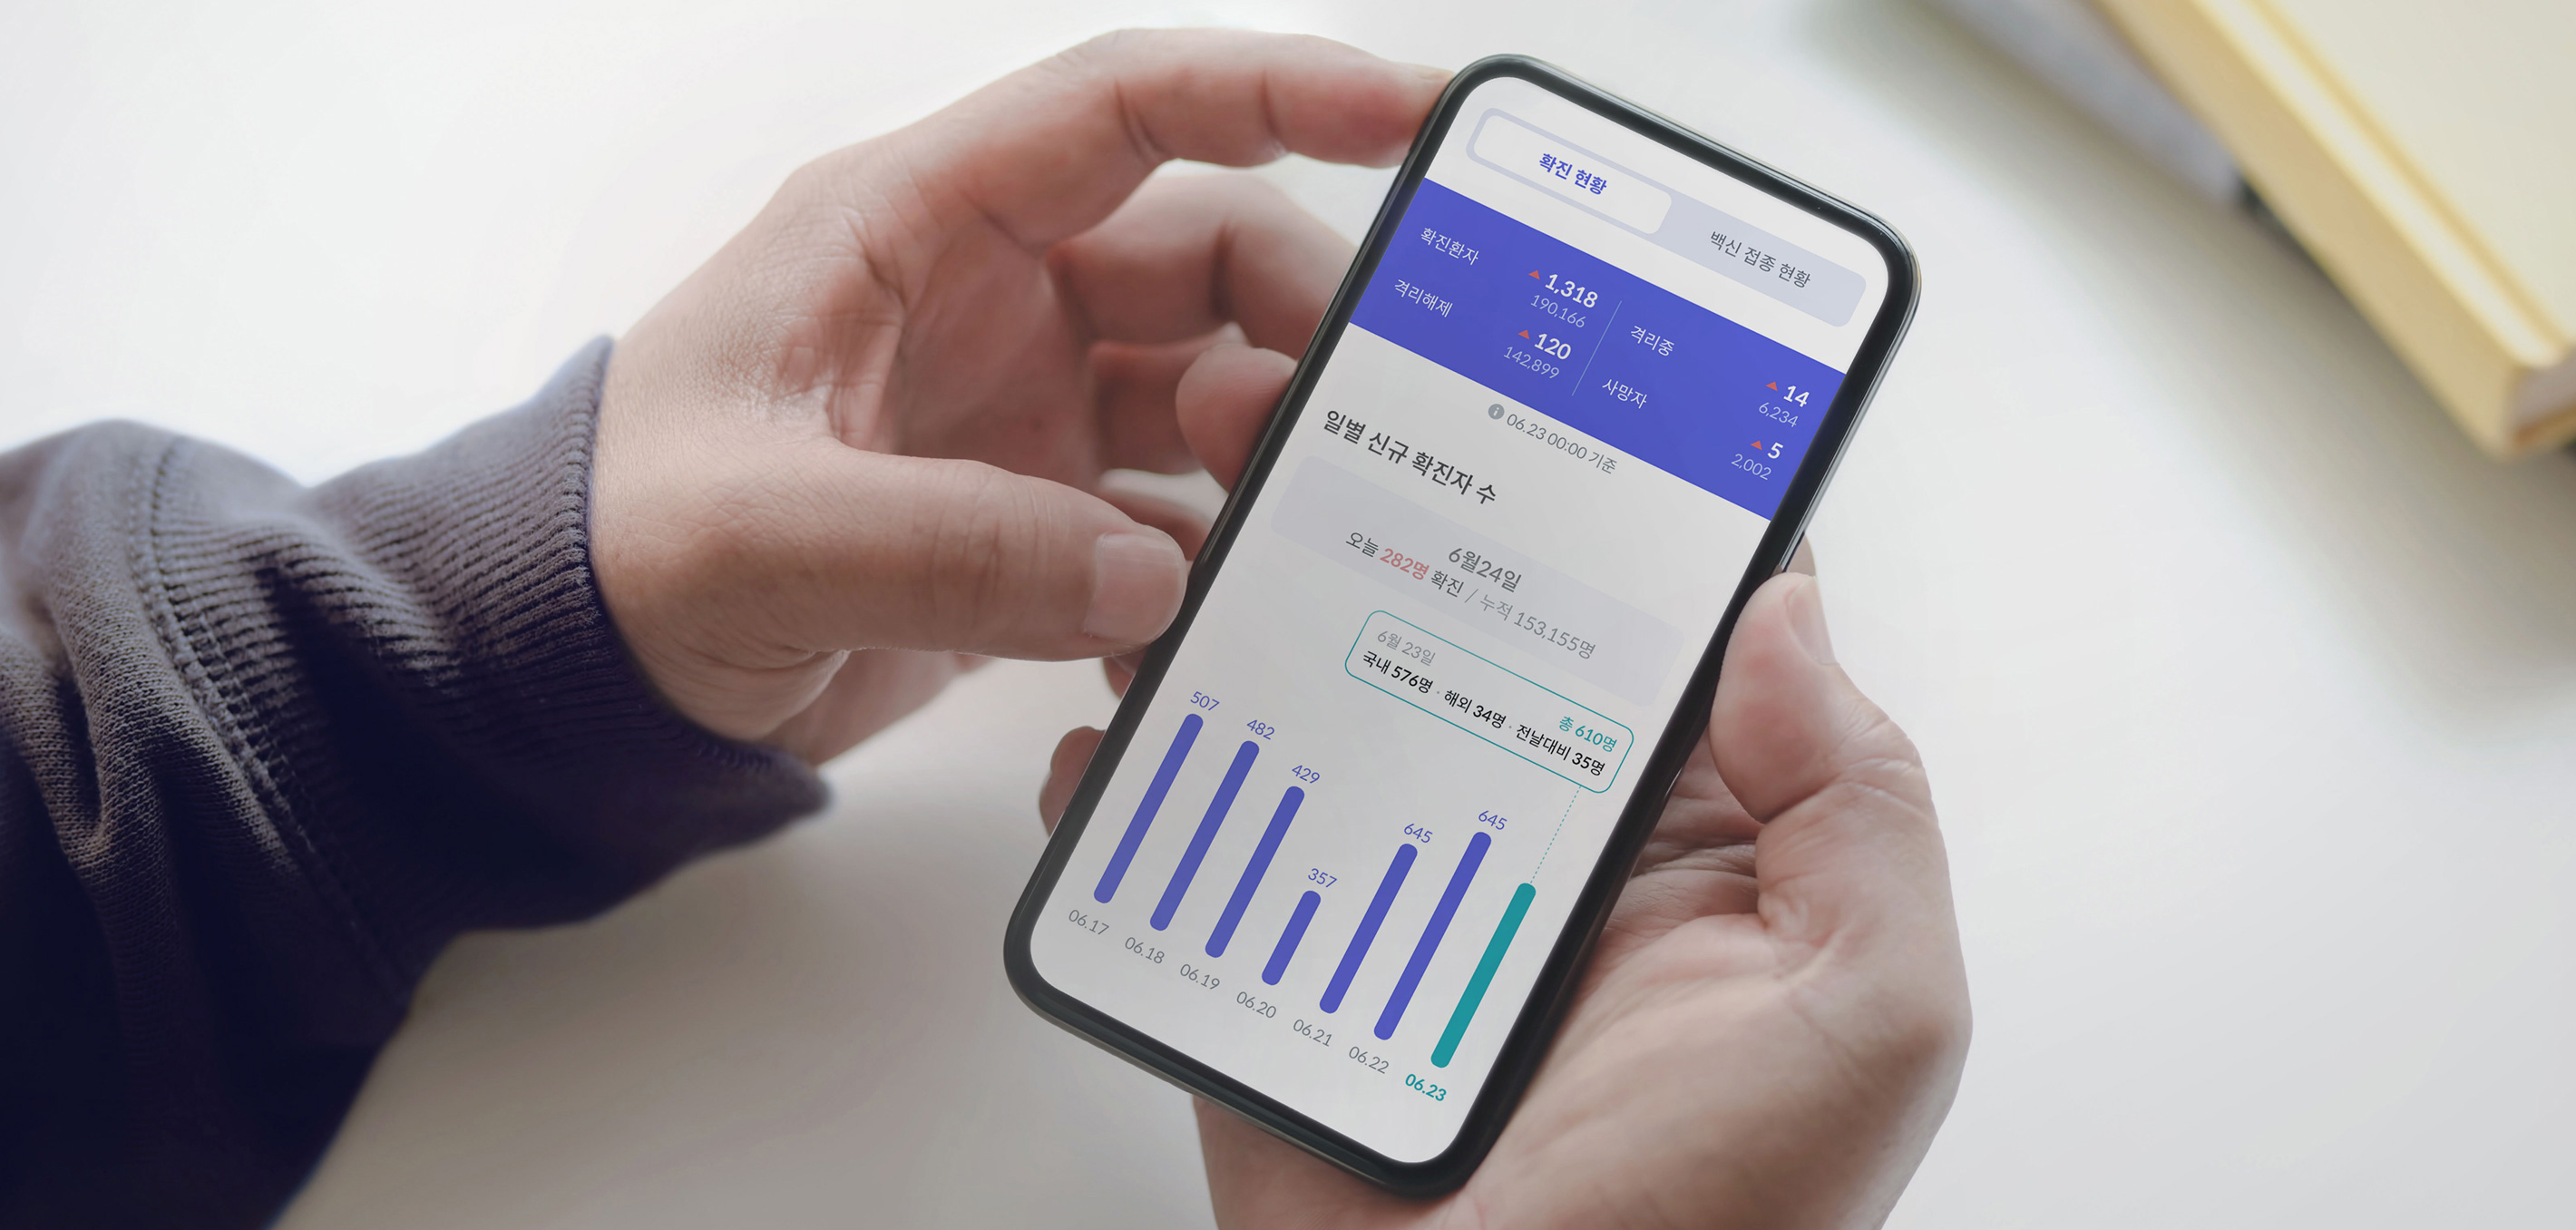 확진 현황
백신 접종 현황
확진환자
▲ 1,318
190,166
격리중
▲ 14
6,234
격리해제
▲ 120
142,899
사망자
▲ 5
2,002
06.23 00:00 기준
일별 신규 확진자 수
6월24일
오늘 282명 확진 / 누적 153,155명
6월 23일
총 610명
국내 576명 · 해외 34명 · 전날대비 35명
507
482
429
357
645
645
06.17
06.18
06.19
06.20
06.21
06.22
06.23